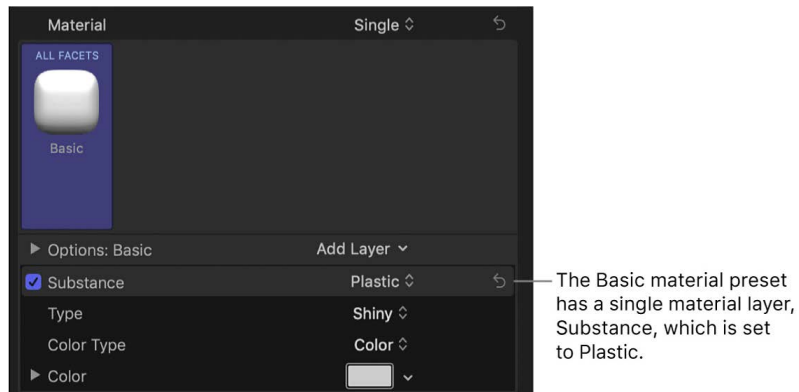 Material Single
ALL FACETS
Basic
Options: Basic Add Layer
Substance Plastic
Type Shiny
Color Type Color
Color
The Basic material preset
has a single material layer,
Substance, which is set
to Plastic.